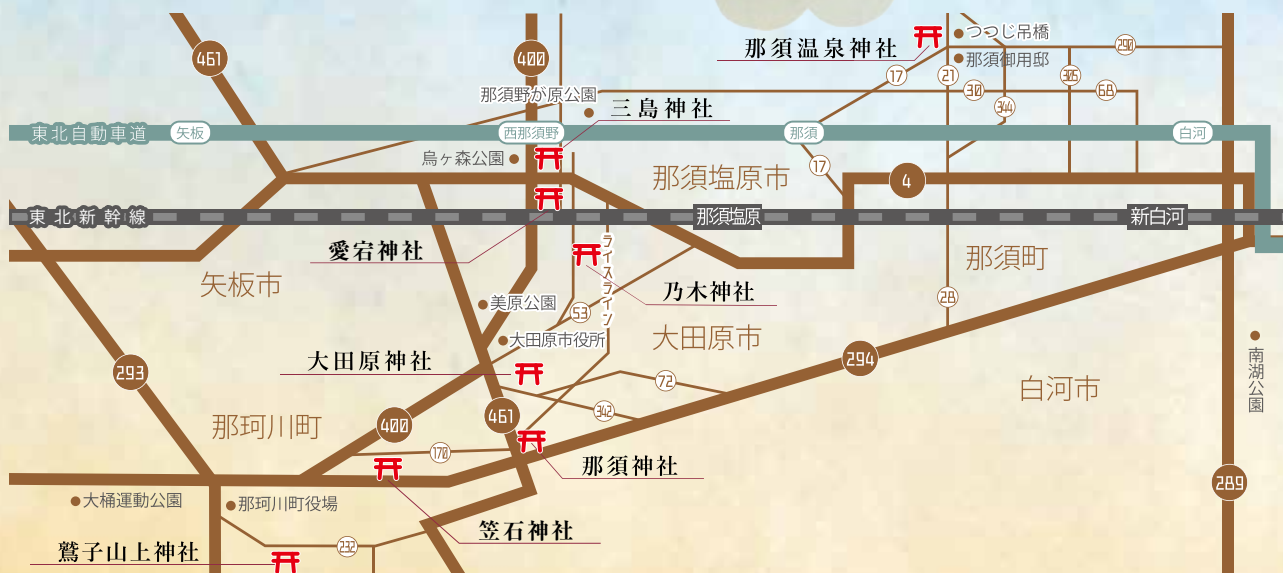 461
400
つつじ吊橋
那須温泉神社
290
那須御用邸
17
21
305
30
68
344
那須野が原公園
三島神社
東北自動車道
矢板
西那須野
那須
白河
烏ヶ森公園
17
那須塩原市
4
東北新幹線
那須塩原
新白河
愛宕神社
ライスライン
那須町
矢板市
乃木神社
28
美原公園
53
大田原市役所
大田原市
南湖公園
大田原神社
294
293
72
白河市
342
461
400
那珂川町
170
那須神社
289
大桶運動公園
那珂川町役場
笠石神社
232
鷲子山上神社